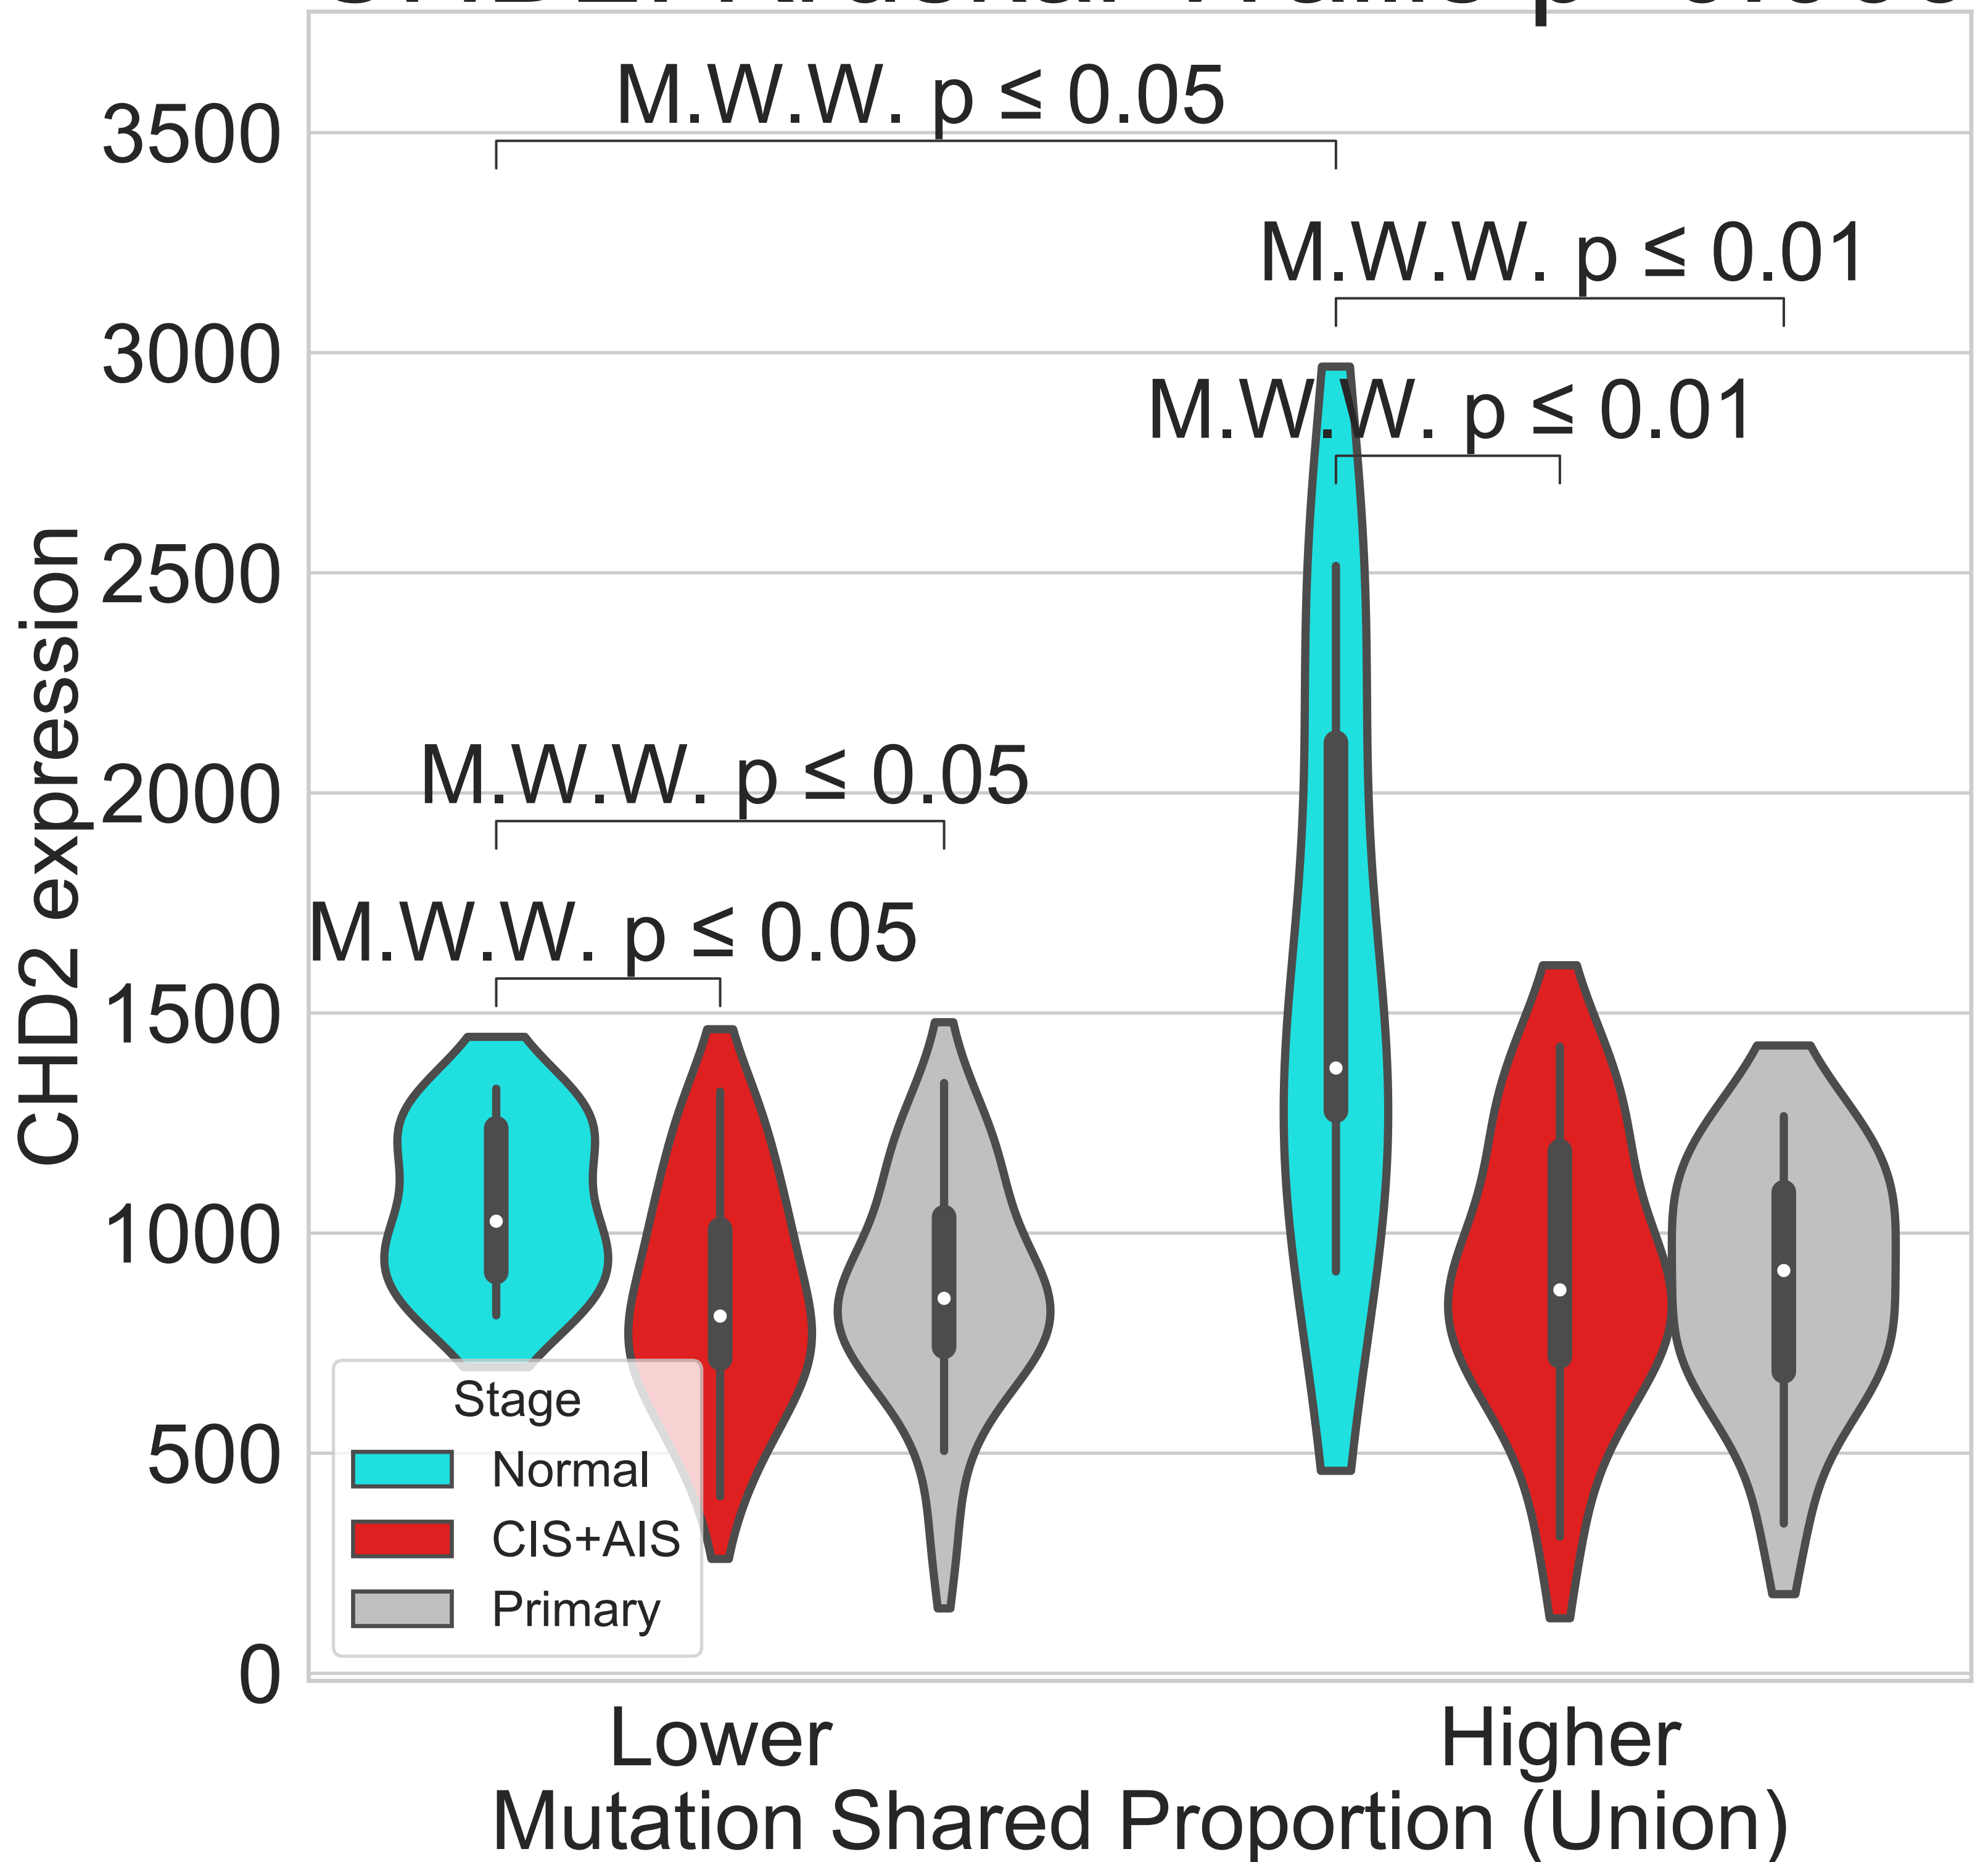 M.W.W. p ≤ 0.05
3500
M.W.W. p ≤ 0.01
3000
M.W.W. p ≤ 0.01
2500
M.W.W. p ≤ 0.05
2000
M.W.W. p ≤ 0.05
1500
1000
500
0
CHD2 expression
Stage
Normal
CIS+AIS
Primary
Lower
Higher
Mutation Shared Proportion (Union)